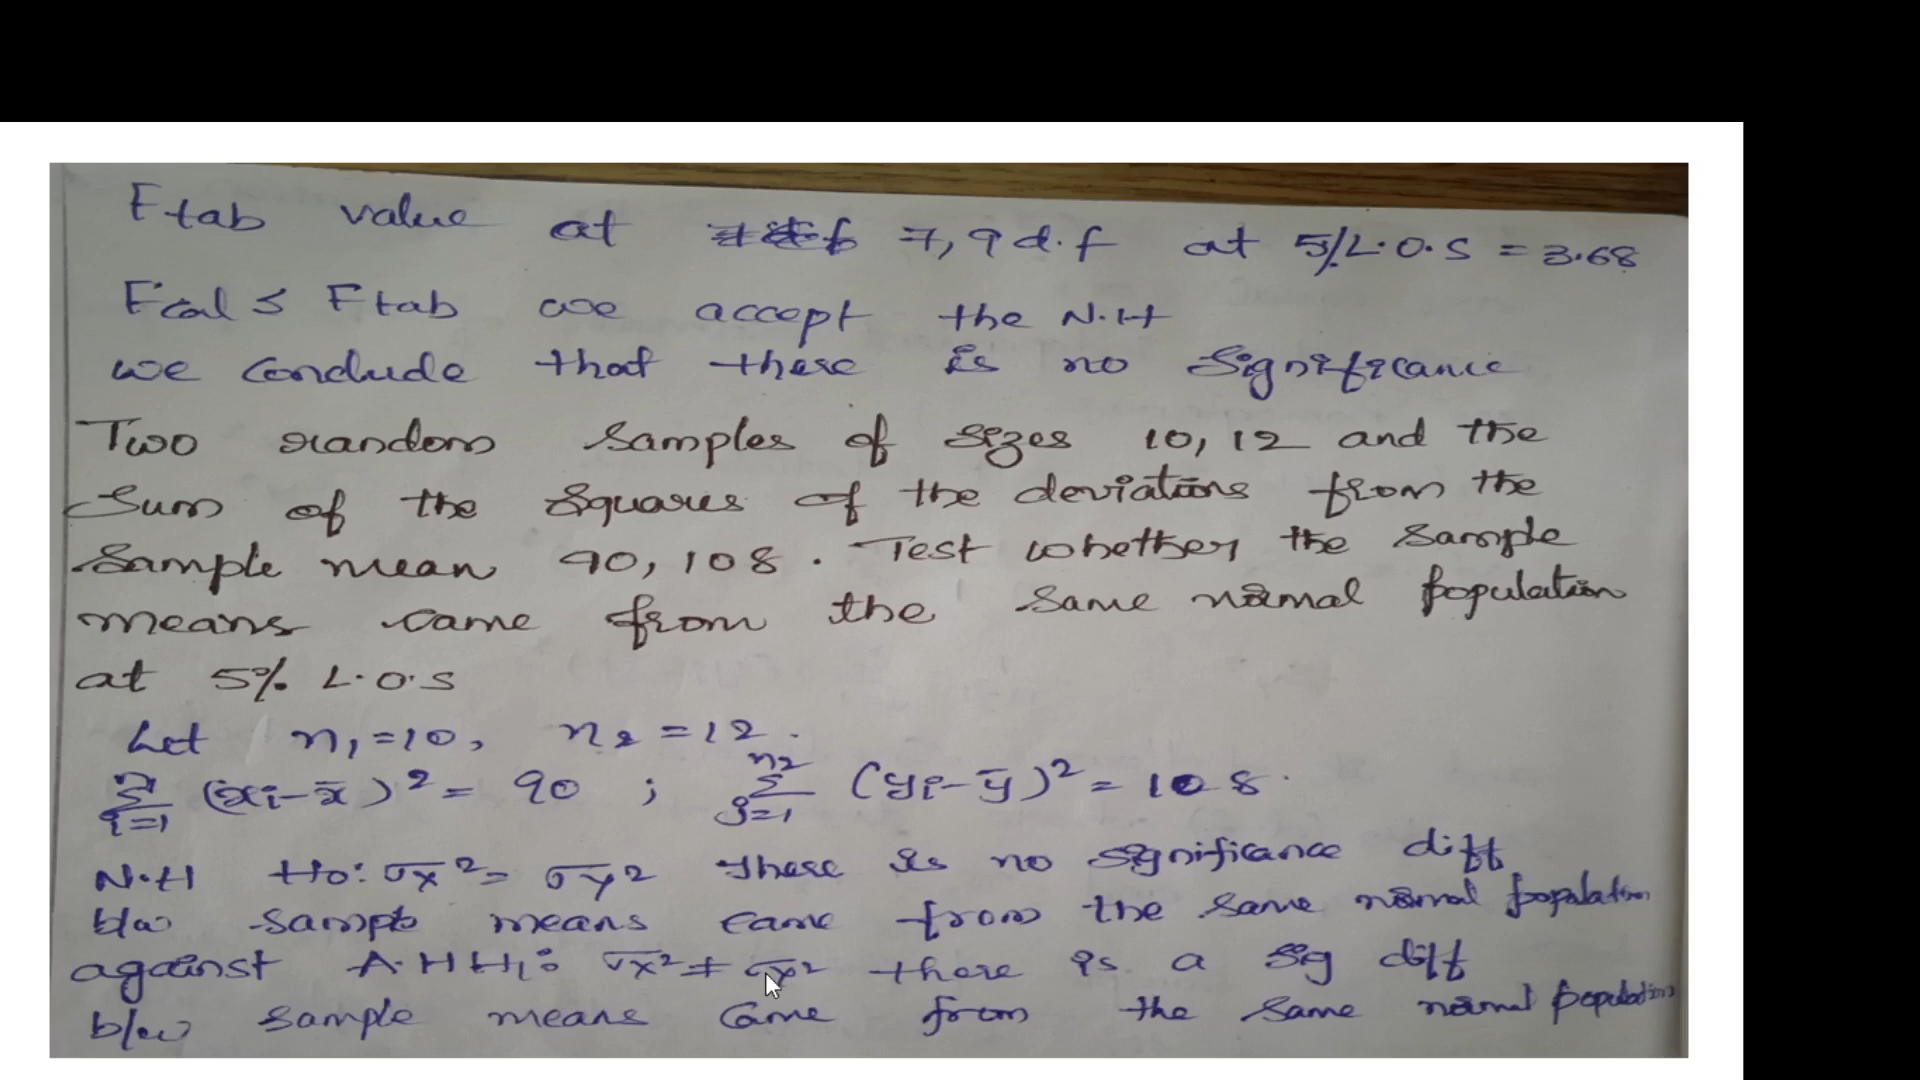 Ftab value at 7, 9 d.f at 5% L.O.S = 3.68
Fcal ≤ Ftab we accept the N.H
we conclude that there is no significance
Two random samples of sizes 10, 12 and the
Sum of the squares of the deviations from the
sample mean 90, 108. Test whether the sample
means came from the same normal population
at 5% L.O.S
Let n₁=10, n₂=12.
Σ i=1 (xi-x̄)² = 90 ; n₂ Σ j=1 (yi-ȳ)² = 108.
N.H H₀: σx² = σy² there is no significance diff
b/w sample means came from the same normal population
against A.H H₁: σx² ≠ σy² there is a sig diff
b/w sample means came from the same normal population